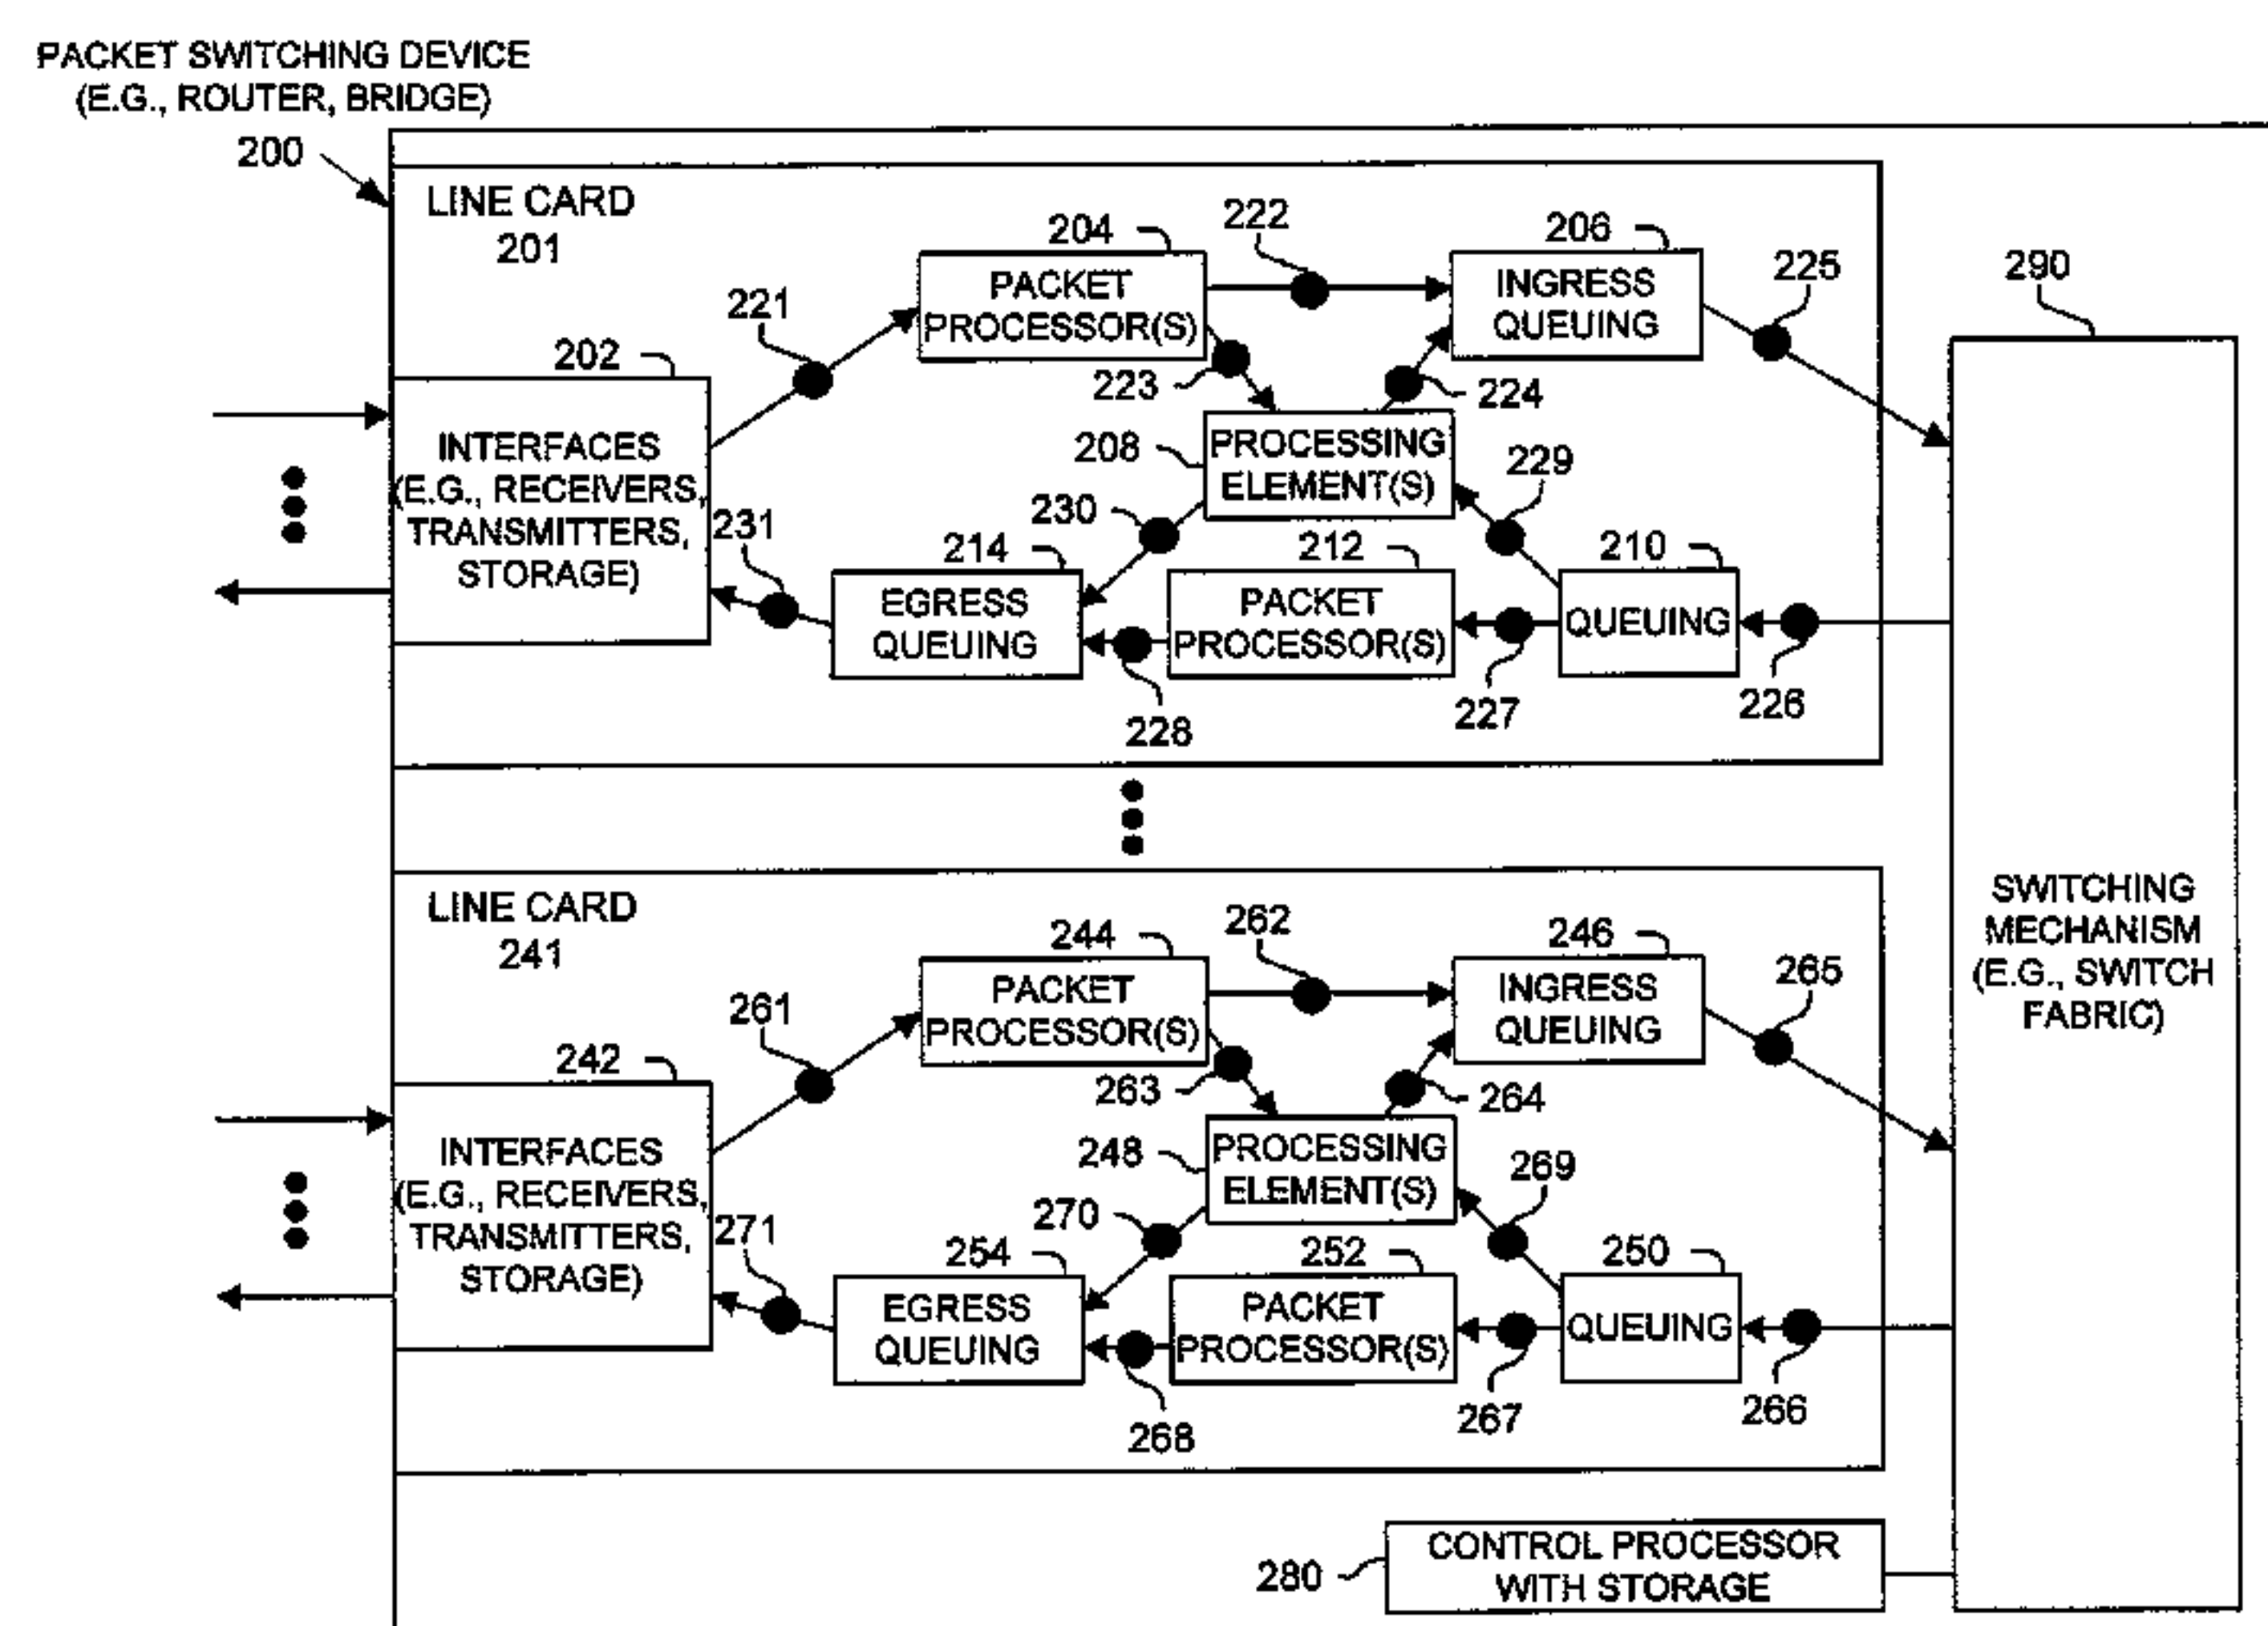 PACKET SWITCHING DEVICE
(E.G., ROUTER, BRIDGE)
200
LINE CARD
201
204
222
206
225
290
PACKET
PROCESSOR(S)
INGRESS
QUEUING
221
202
223
224
INTERFACES
(E.G., RECEIVERS,
TRANSMITTERS,
STORAGE)
208
PROCESSING
ELEMENT(S)
229
230
231
214
212
210
EGRESS
QUEUING
PACKET
PROCESSOR(S)
QUEUING
228
227
226
LINE CARD
241
244
262
246
265
SWITCHING
MECHANISM
(E.G., SWITCH
FABRIC)
PACKET
PROCESSOR(S)
INGRESS
QUEUING
261
242
263
264
INTERFACES
(E.G., RECEIVERS,
TRANSMITTERS,
STORAGE)
248
PROCESSING
ELEMENT(S)
269
270
271
254
252
250
EGRESS
QUEUING
PACKET
PROCESSOR(S)
QUEUING
268
267
266
280
CONTROL PROCESSOR
WITH STORAGE